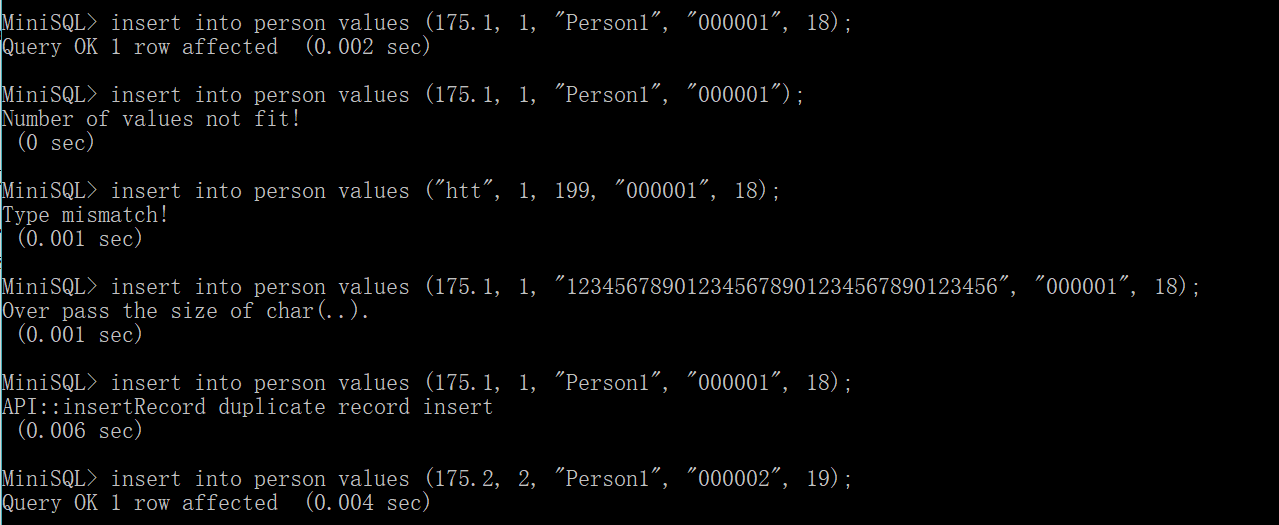 MiniSQL> insert into person values (175.1, 1, "Person1", "000001", 18);
Query OK 1 row affected  (0.002 sec)
MiniSQL> insert into person values (175.1, 1, "Person1", "000001");
Number of values not fit!
(0 sec)
MiniSQL> insert into person values ("htt", 1, 199, "000001", 18);
Type mismatch!
(0.001 sec)
MiniSQL> insert into person values (175.1, 1, "123456789012345678901234567890123456", "000001", 18);
Over pass the size of char(..).
(0.001 sec)
MiniSQL> insert into person values (175.1, 1, "Person1", "000001", 18);
API::insertRecord duplicate record insert
(0.006 sec)
MiniSQL> insert into person values (175.2, 2, "Person1", "000002", 19);
Query OK 1 row affected  (0.004 sec)